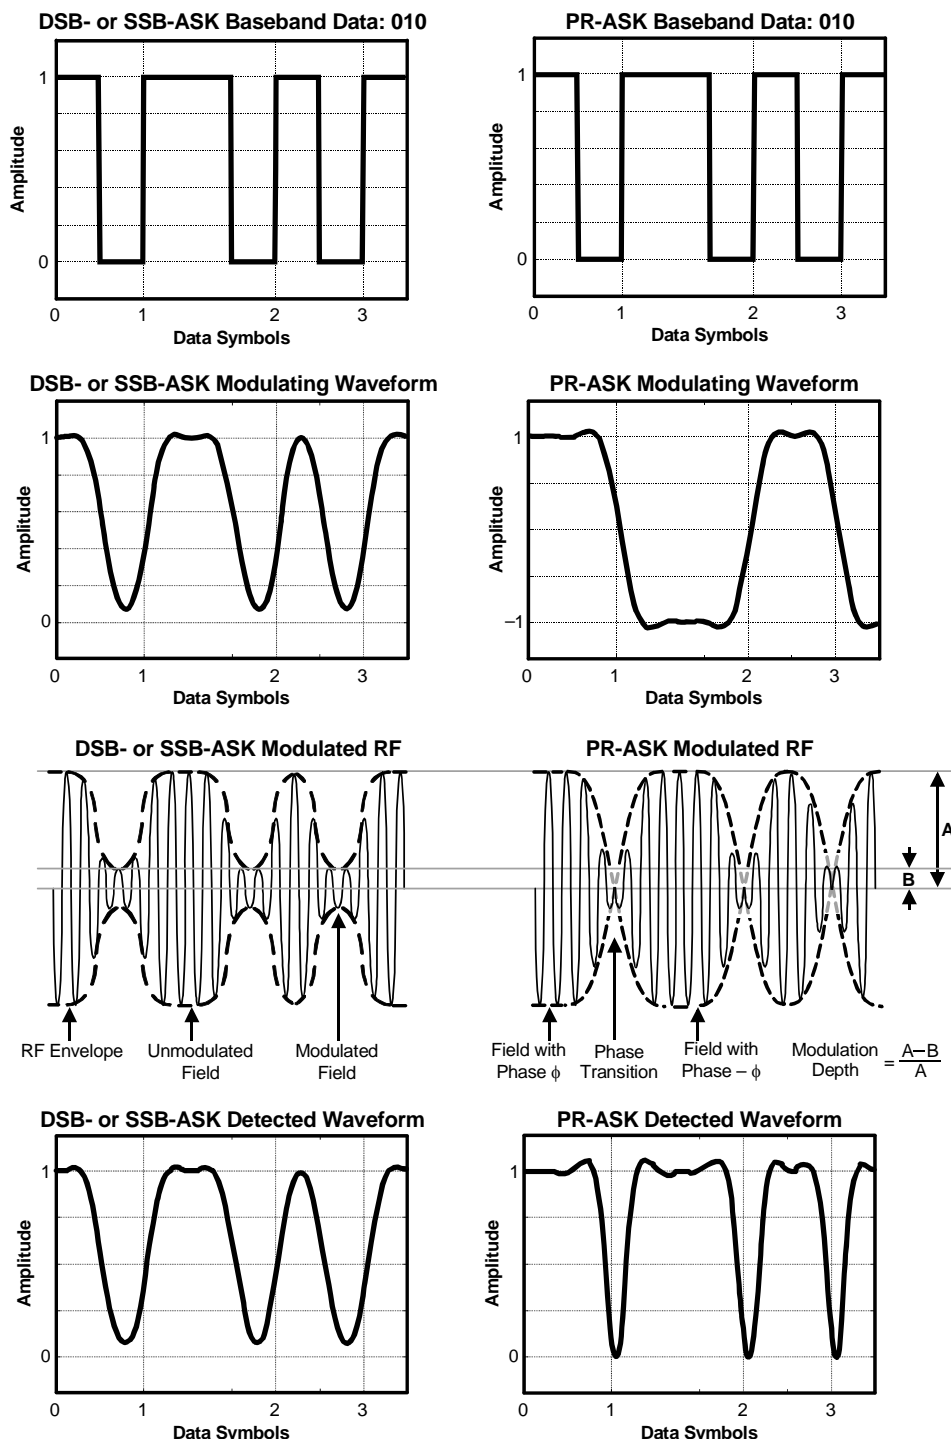 DSB- or SSB-ASK Baseband Data: 010
1
0
Amplitude
0 1 2 3
Data Symbols
PR-ASK Baseband Data: 010
1
0
Amplitude
0 1 2 3
Data Symbols
DSB- or SSB-ASK Modulating Waveform
1
0
Amplitude
0 1 2 3
Data Symbols
PR-ASK Modulating Waveform
1
–1
Amplitude
0 1 2 3
Data Symbols
DSB- or SSB-ASK Modulated RF
RF Envelope
Unmodulated
Field
Modulated
Field
PR-ASK Modulated RF
A
B
Field with
Phase ϕ
Phase
Transition
Field with
Phase – ϕ
Modulation
Depth
= A–B
A
DSB- or SSB-ASK Detected Waveform
1
0
Amplitude
0 1 2 3
Data Symbols
PR-ASK Detected Waveform
1
0
Amplitude
0 1 2 3
Data Symbols